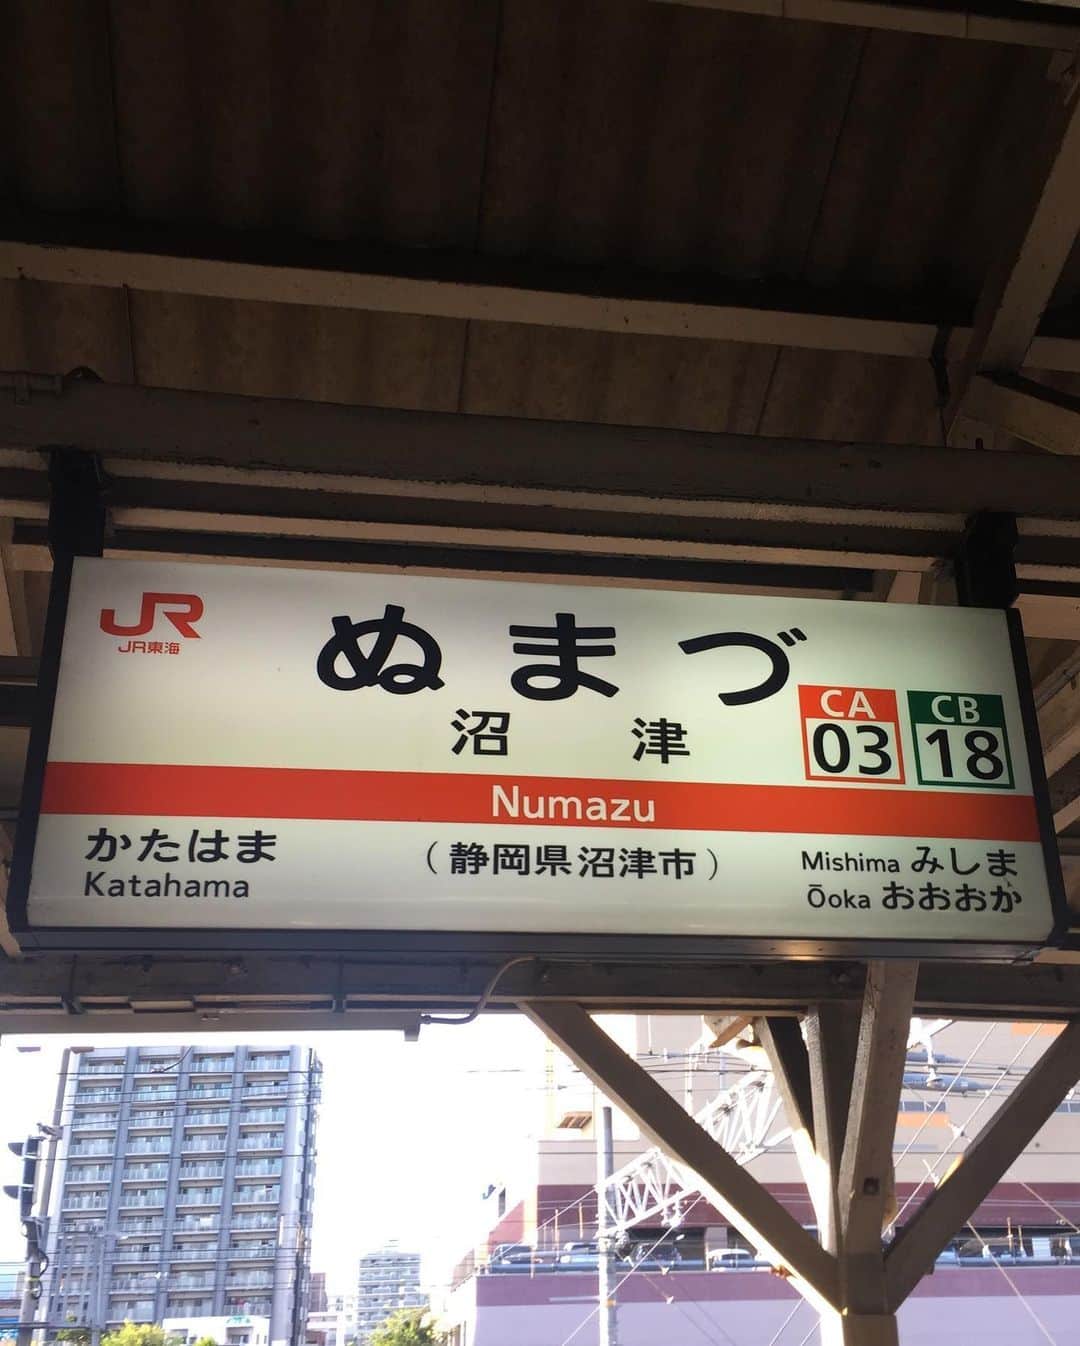 JR
JR東海
ぬまづ
沼津
CA
03
CB
18
Numazu
かたはま
Katahama
(静岡県沼津市)
Mishima みしま
Ōoka おおおか